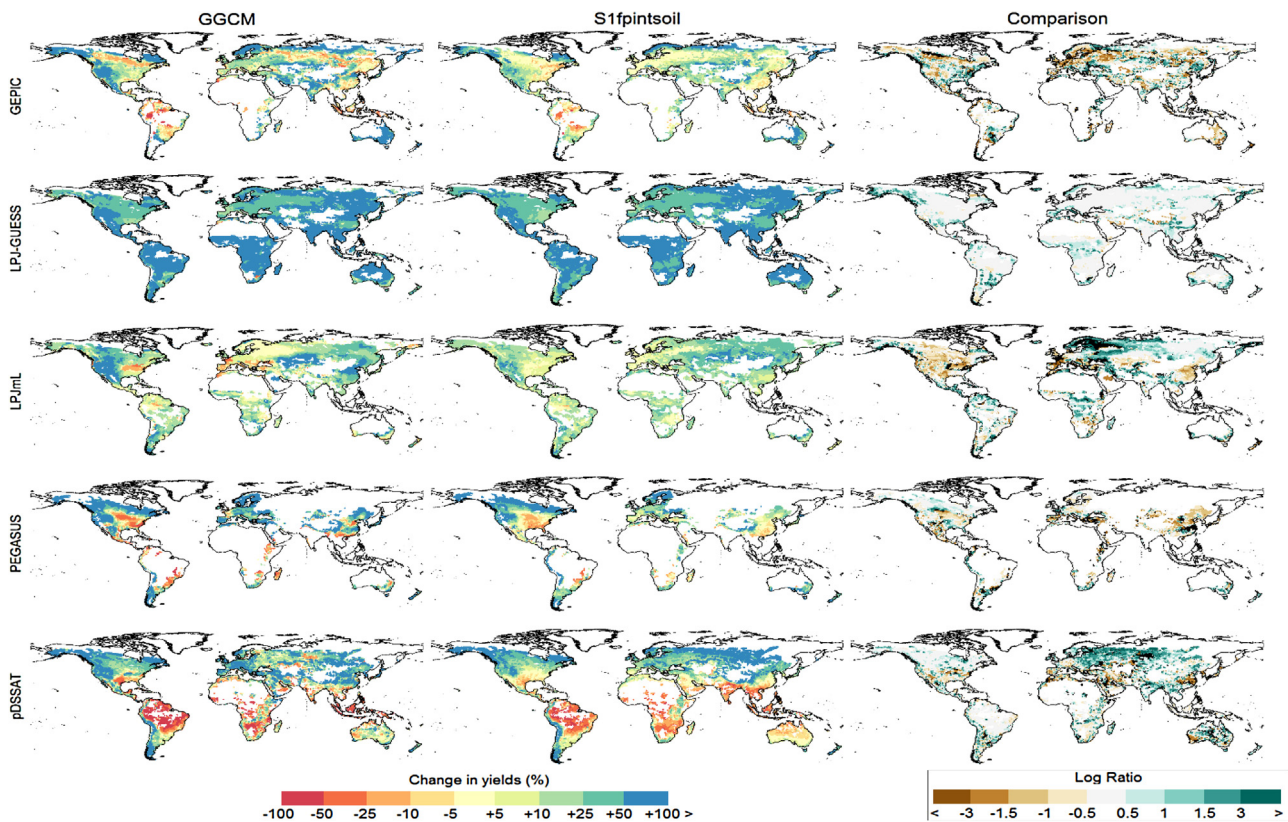 GGCM S1fpintsoil Comparison
GEPIC
LPJ-GUESS
LPJmL
PEGASUS
pDSSAT
Change in yields (%)
-100 -50 -25 -10 -5 +5 +10 +25 +50 +100 >
Log Ratio
< -3 -1.5 -1 -0.5 0.5 1 1.5 3 >